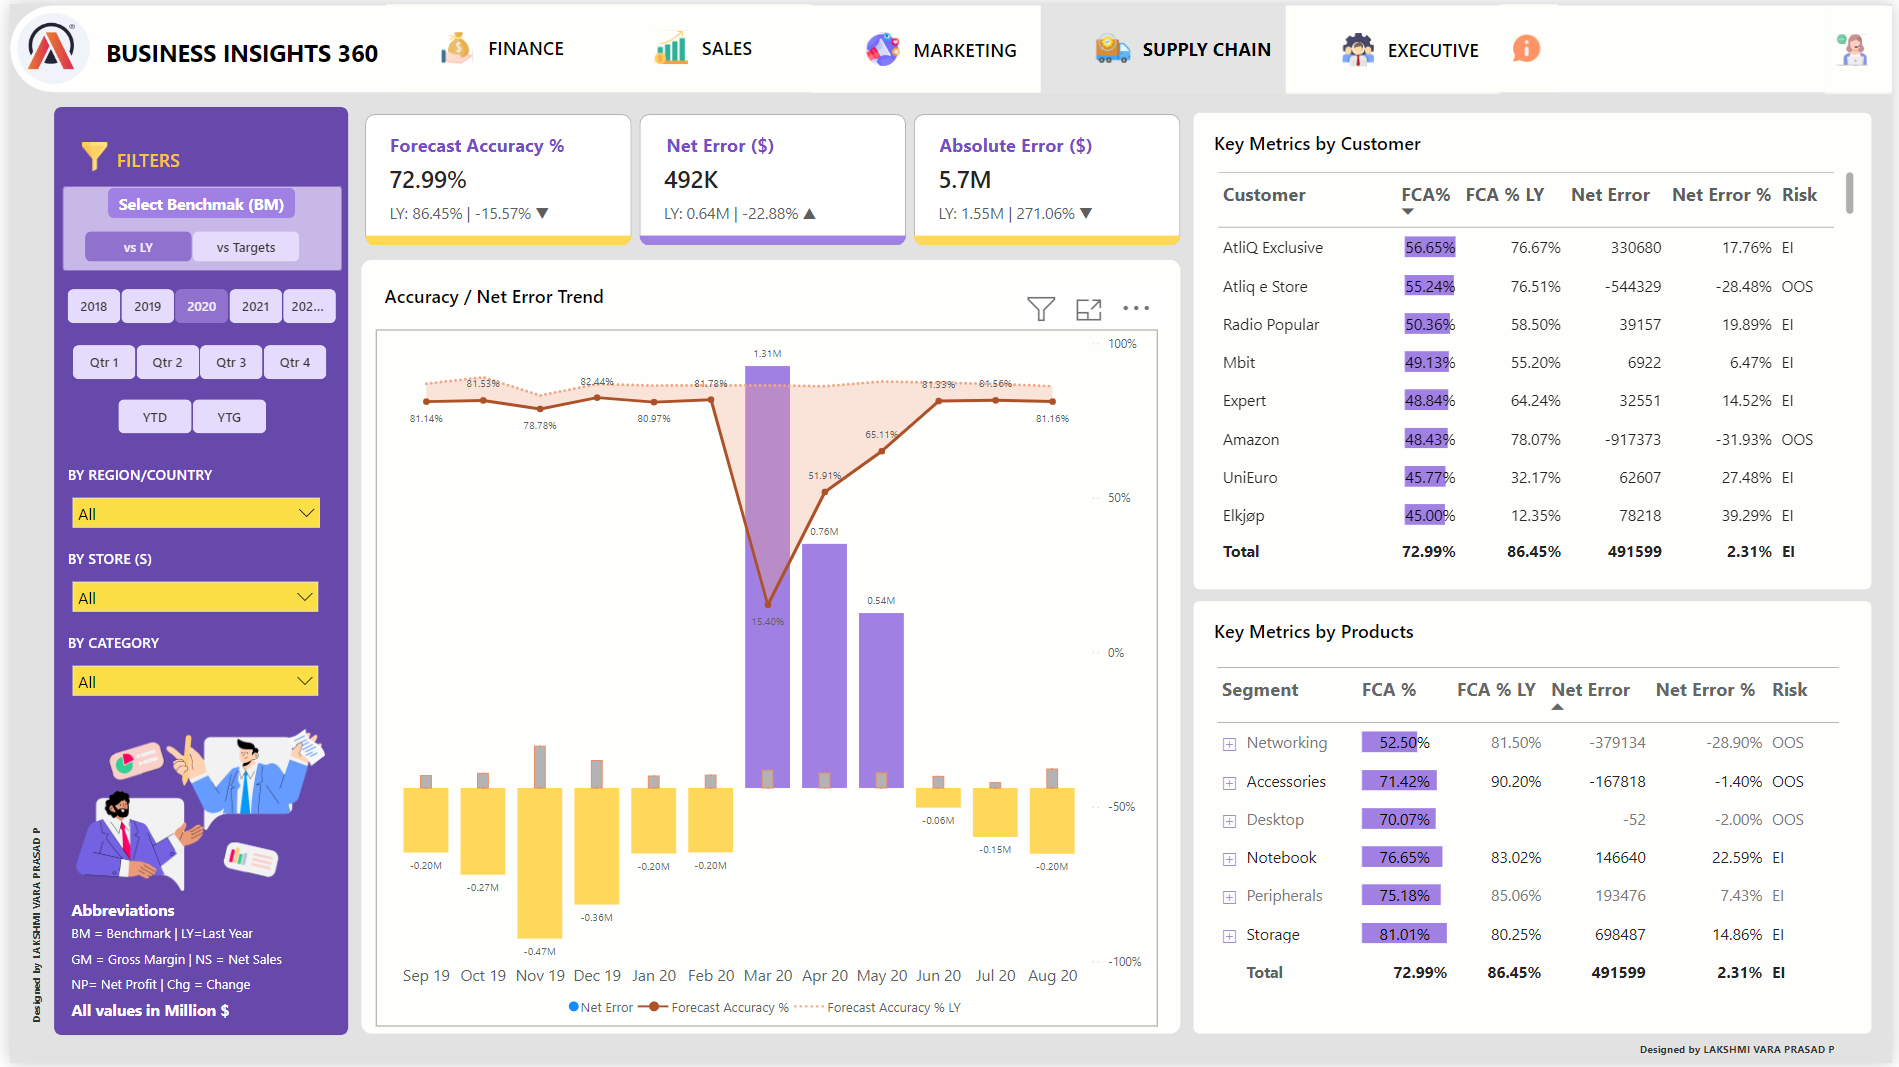 BUSINESS INSIGHTS 360
FINANCE
SALES
MARKETING
SUPPLY CHAIN
EXECUTIVE
FILTERS
Select Benchmak (BM)
vs LY
vs Targets
2018
2019
2020
2021
202...
Qtr 1
Qtr 2
Qtr 3
Qtr 4
YTD
YTG
BY REGION/COUNTRY
All
BY STORE (S)
All
BY CATEGORY
All
Abbreviations
BM = Benchmark | LY=Last Year
GM = Gross Margin | NS = Net Sales
NP= Net Profit | Chg = Change
All values in Million $
Designed by LAKSHMI VARA PRASAD P
Forecast Accuracy %
72.99%
LY: 86.45% | -15.57% ▼
Net Error ($)
492K
LY: 0.64M | -22.88% ▲
Absolute Error ($)
5.7M
LY: 1.55M | 271.06% ▼
Accuracy / Net Error Trend
100%
50%
0%
-50%
-100%
81.14%
81.53%
78.78%
82.44%
80.97%
81.78%
15.40%
51.91%
65.11%
81.33%
81.56%
81.16%
1.31M
0.76M
0.54M
-0.20M
-0.27M
-0.47M
-0.36M
-0.20M
-0.20M
-0.06M
-0.15M
-0.20M
Sep 19 Oct 19 Nov 19 Dec 19 Jan 20 Feb 20 Mar 20 Apr 20 May 20 Jun 20 Jul 20 Aug 20
Net Error Forecast Accuracy % Forecast Accuracy % LY
Key Metrics by Customer
Customer FCA% FCA % LY Net Error Net Error % Risk
AtliQ Exclusive 56.65% 76.67% 330680 17.76% EI
Atliq e Store 55.24% 76.51% -544329 -28.48% OOS
Radio Popular 50.36% 58.50% 39157 19.89% EI
Mbit 49.13% 55.20% 6922 6.47% EI
Expert 48.84% 64.24% 32551 14.52% EI
Amazon 48.43% 78.07% -917373 -31.93% OOS
UniEuro 45.77% 32.17% 62607 27.48% EI
Elkjøp 45.00% 12.35% 78218 39.29% EI
Total 72.99% 86.45% 491599 2.31% EI
Key Metrics by Products
Segment FCA % FCA % LY Net Error Net Error % Risk
Networking 52.50% 81.50% -379134 -28.90% OOS
Accessories 71.42% 90.20% -167818 -1.40% OOS
Desktop 70.07% -52 -2.00% OOS
Notebook 76.65% 83.02% 146640 22.59% EI
Peripherals 75.18% 85.06% 193476 7.43% EI
Storage 81.01% 80.25% 698487 14.86% EI
Total 72.99% 86.45% 491599 2.31% EI
Designed by LAKSHMI VARA PRASAD P